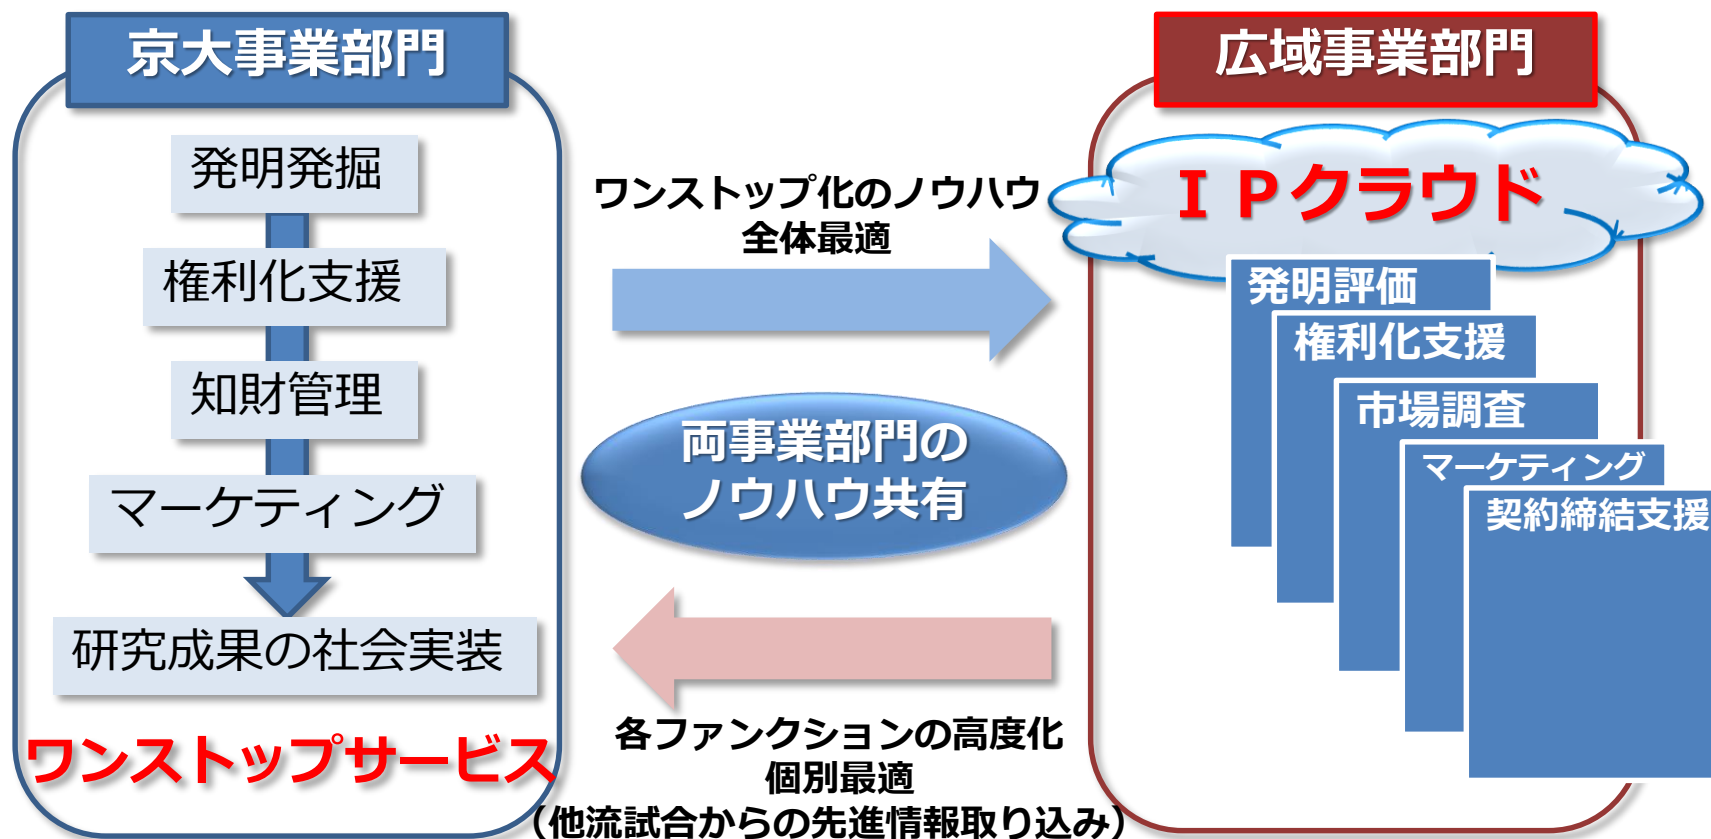 京大事業部門
発明発掘
権利化支援
知財管理
マーケティング
研究成果の社会実装
ワンストップサービス
ワンストップ化のノウハウ
全体最適
両事業部門の
ノウハウ共有
各ファンクションの高度化
個別最適
（他流試合からの先進情報取り込み）
広域事業部門
ＩＰクラウド
発明評価
権利化支援
市場調査
マーケティング
契約締結支援